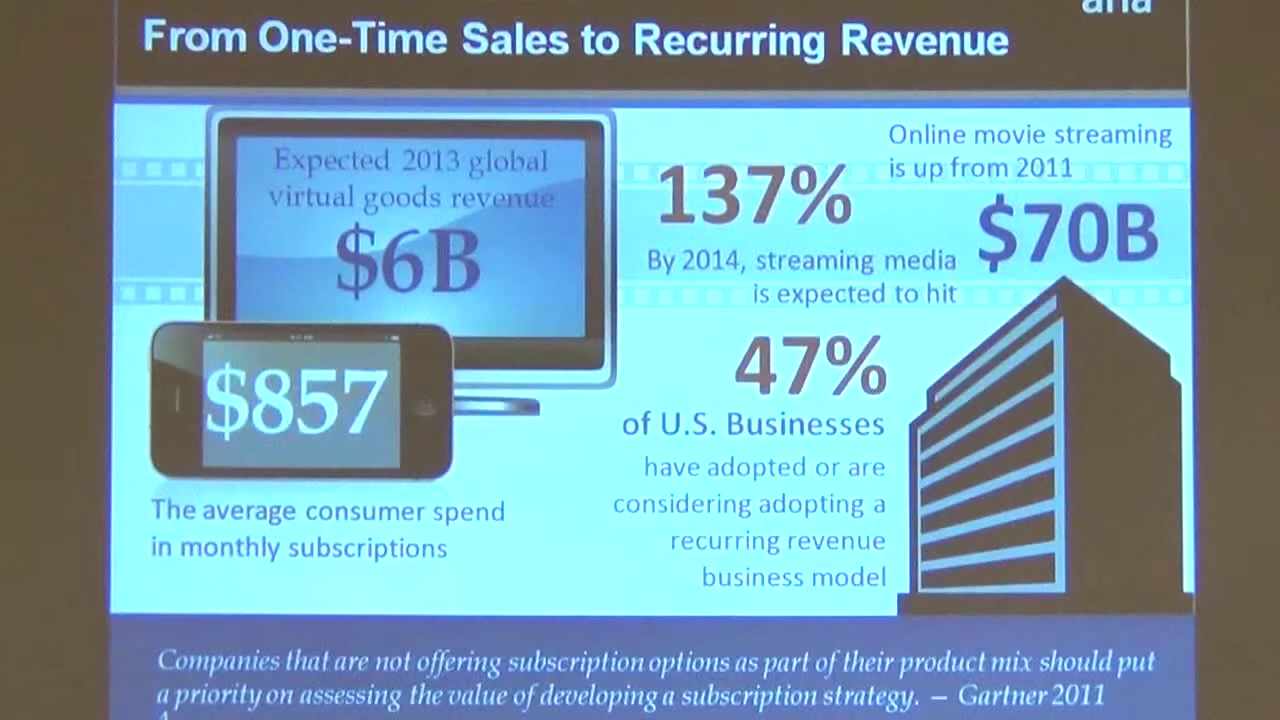 From One-Time Sales to Recurring Revenue
Expected 2013 global
virtual goods revenue
$6B
$857
The average consumer spend
in monthly subscriptions
Online movie streaming
is up from 2011
137%
$70B
By 2014, streaming media
is expected to hit
47%
of U.S. Businesses
have adopted or are
considering adopting a
recurring revenue
business model
Companies that are not offering subscription options as part of their product mix should put
a priority on assessing the value of developing a subscription strategy. — Gartner 2011